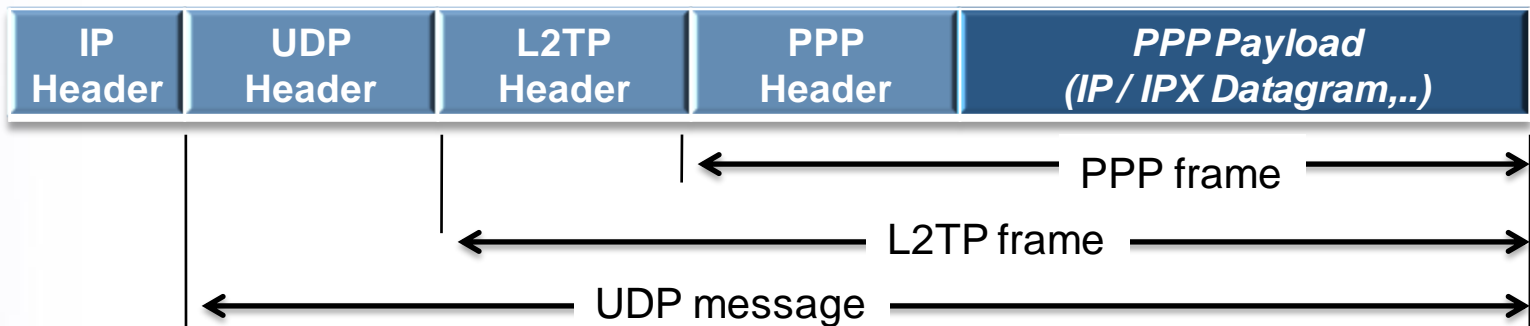 IP
Header
UDP
Header
L2TP
Header
PPP
Header
PPP Payload
(IP / IPX Datagram,..)
PPP frame
L2TP frame
UDP message